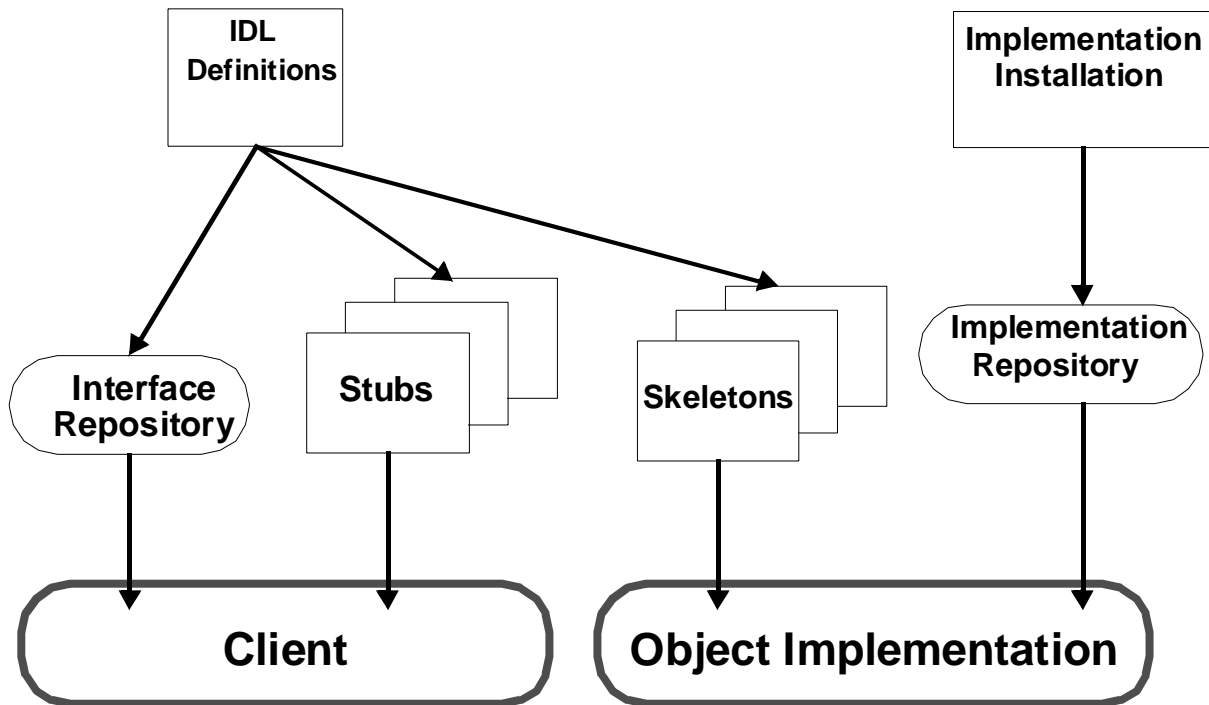 IDL
Definitions
Implementation
Installation
Interface
Repository
Stubs
Skeletons
Implementation
Repository
Client
Object Implementation